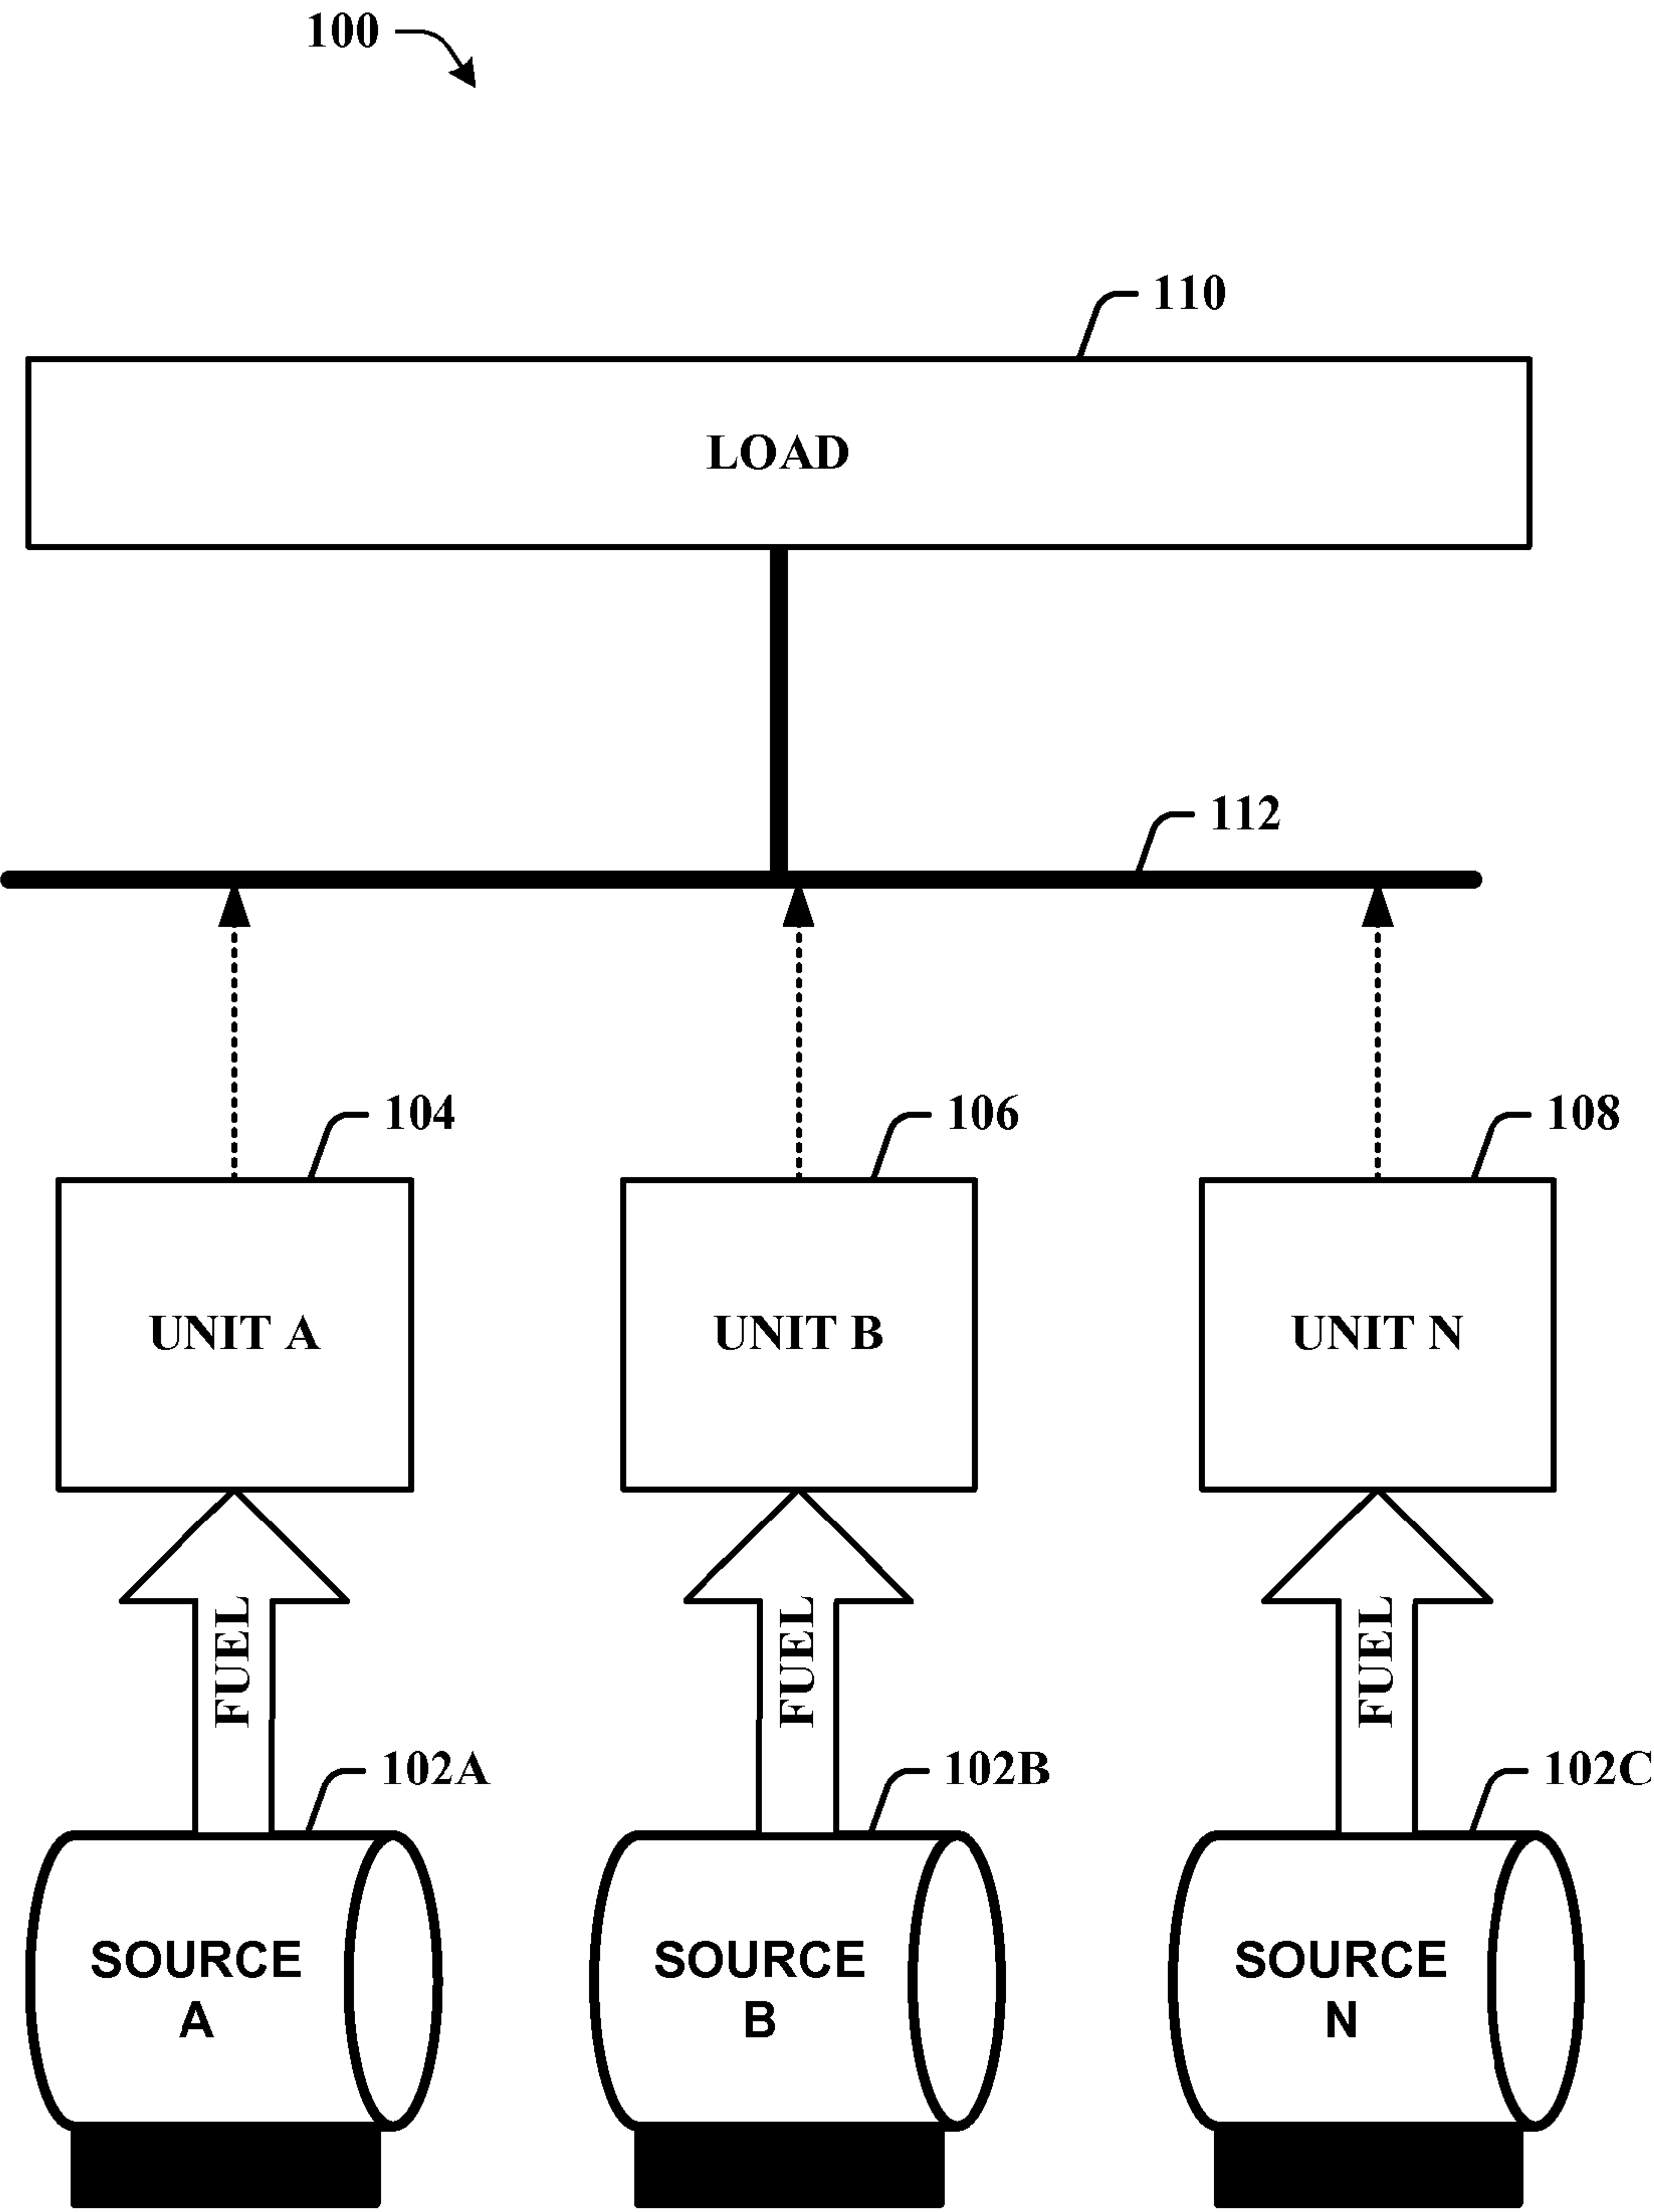 100
110
LOAD
112
104
106
108
UNIT A
UNIT B
UNIT N
FUEL
FUEL
FUEL
102A
102B
102C
SOURCE
A
SOURCE
B
SOURCE
N